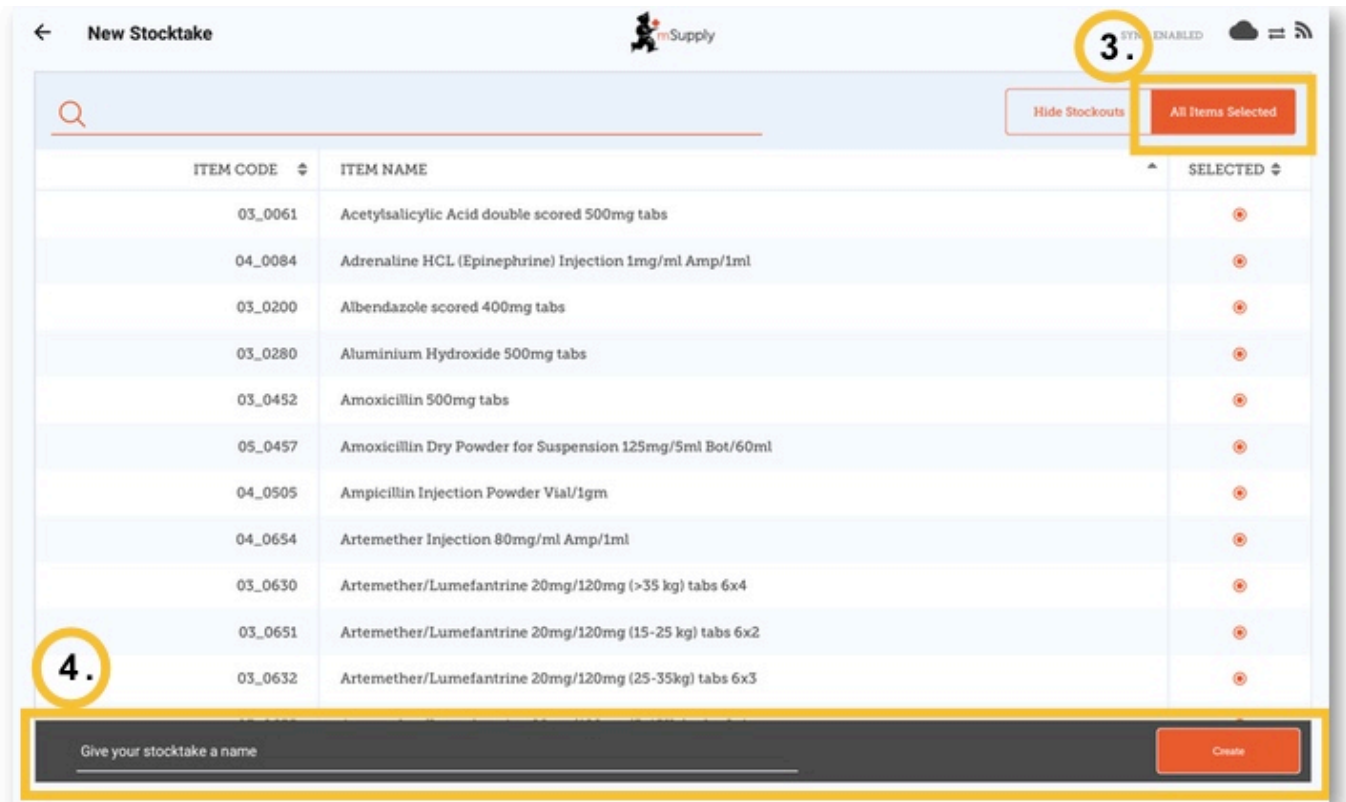 New Stocktake
mSupply
3.
ENABLED
Hide Stockouts
All Items Selected
ITEM CODE ITEM NAME SELECTED
03_0061 Acetylsalicylic Acid double scored 500mg tabs
04_0084 Adrenaline HCL (Epinephrine) Injection 1mg/ml Amp/1ml
03_0200 Albendazole scored 400mg tabs
03_0280 Aluminium Hydroxide 500mg tabs
03_0452 Amoxicillin 500mg tabs
05_0457 Amoxicillin Dry Powder for Suspension 125mg/5ml Bot/60ml
04_0505 Ampicillin Injection Powder Vial/1gm
04_0654 Artemether Injection 80mg/ml Amp/1ml
03_0630 Artemether/Lumefantrine 20mg/120mg (>35 kg) tabs 6x4
03_0651 Artemether/Lumefantrine 20mg/120mg (15-25 kg) tabs 6x2
4.
03_0632 Artemether/Lumefantrine 20mg/120mg (25-35kg) tabs 6x3
Give your stocktake a name
Create